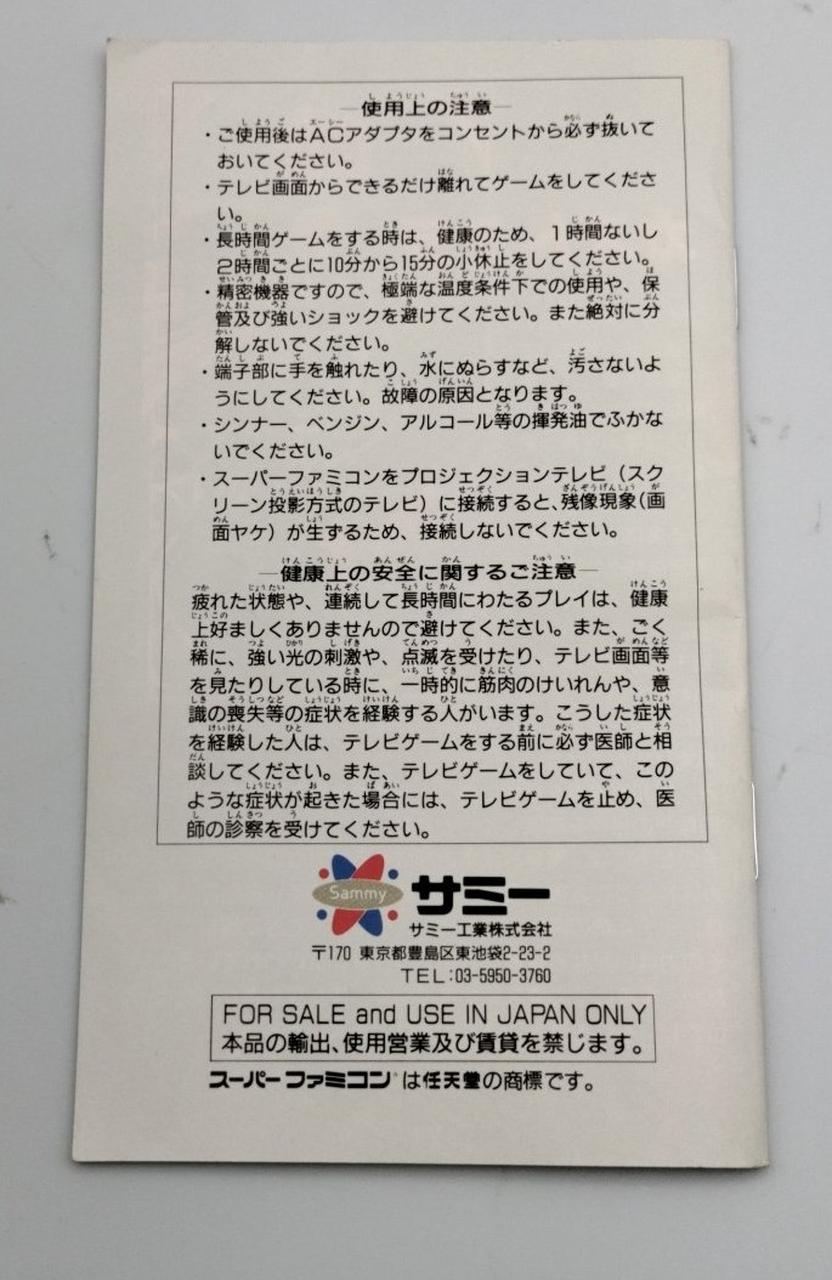 使用上の注意
・ご使用後はACアダプタをコンセントから必ず抜いて
おいてください。
・テレビ画面からできるだけ離れてゲームをしてくださ
い。
・長時間ゲームをする時は、健康のため、1時間ないし
2時間ごとに10分から15分の小休止をしてください。
・精密機器ですので、極端な温度条件下での使用や、保
管及び強いショックを避けてください。また絶対に分
解しないでください。
・端子部に手を触れたり、水にぬらすなど、汚さないよ
うにしてください。故障の原因となります。
・シンナー、ベンジン、アルコール等の揮発油でふかな
いでください。
・スーパーファミコンをプロジェクションテレビ（スク
リーン投影方式のテレビ）に接続すると、残像現象（画
面ヤケ）が生ずるため、接続しないでください。
健康上の安全に関するご注意
疲れた状態や、連続して長時間にわたるプレイは、健康
上好ましくありませんので避けてください。また、ごく
稀に、強い光の刺激や、点滅を受けたり、テレビ画面等
を見たりしている時に、一時的に筋肉のけいれんや、意
識の喪失等の症状を経験する人がいます。こうした症状
を経験した人は、テレビゲームをする前に必ず医師と相
談してください。また、テレビゲームをしていて、この
ような症状が起きた場合には、テレビゲームを止め、医
師の診察を受けてください。
Sammy サミー
サミー工業株式会社
〒170 東京都豊島区東池袋2-23-2
TEL:03-5950-3760
FOR SALE and USE IN JAPAN ONLY
本品の輸出、使用営業及び賃貸を禁じます。
スーパーファミコン®は任天堂の商標です。